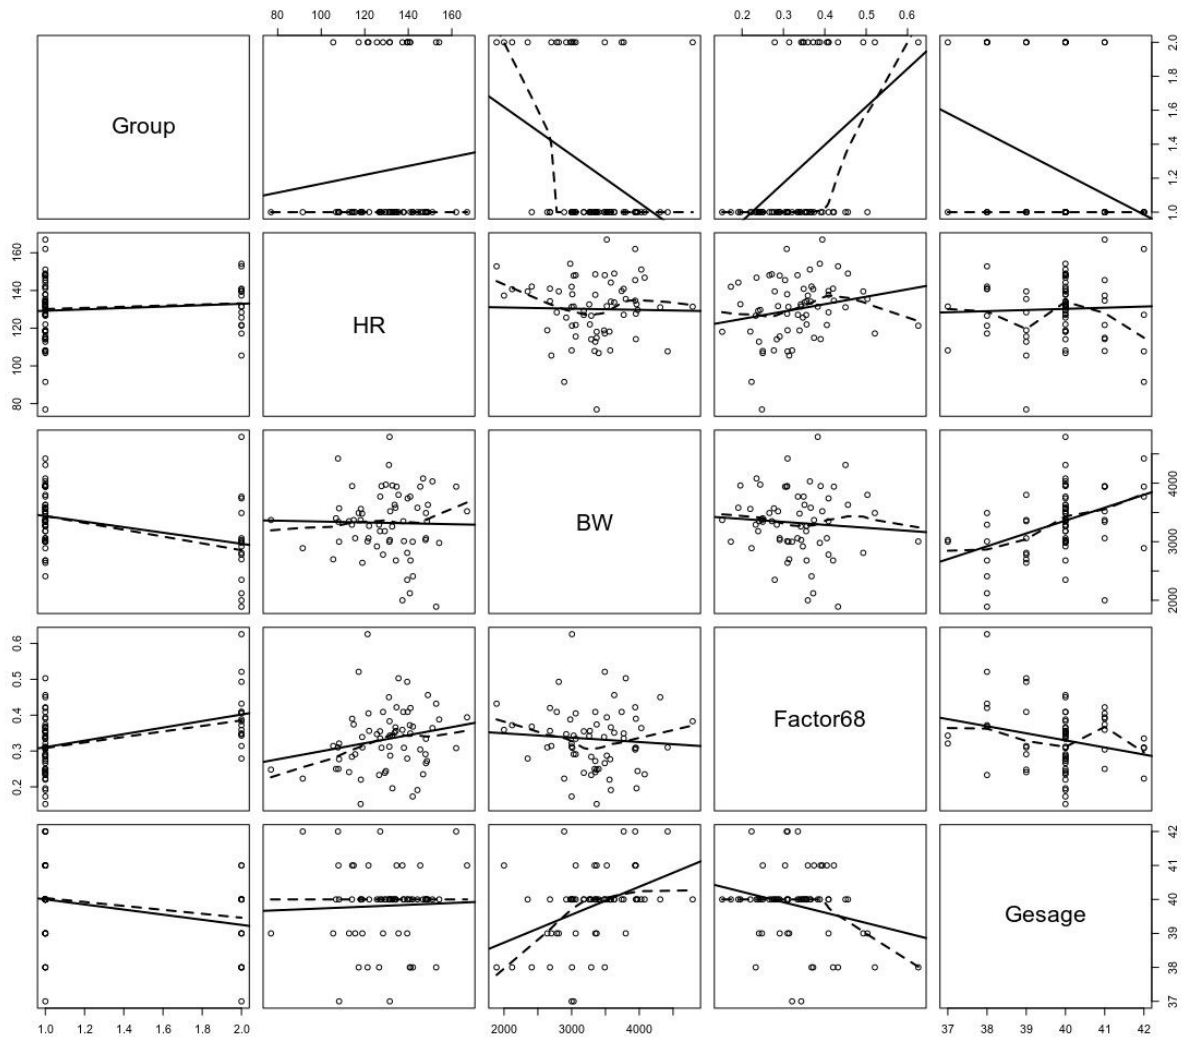 80 100 120 140 160 0.2 0.3 0.4 0.5 0.6
Group
1.0 1.2 1.4 1.6 1.8 2.0
80 100 120 140 160
HR
BW
2000 3000 4000
0.2 0.3 0.4 0.5 0.6
Factor68
Gesage
37 38 39 40 41 42
1.0 1.2 1.4 1.6 1.8 2.0 2000 3000 4000 37 38 39 40 41 42